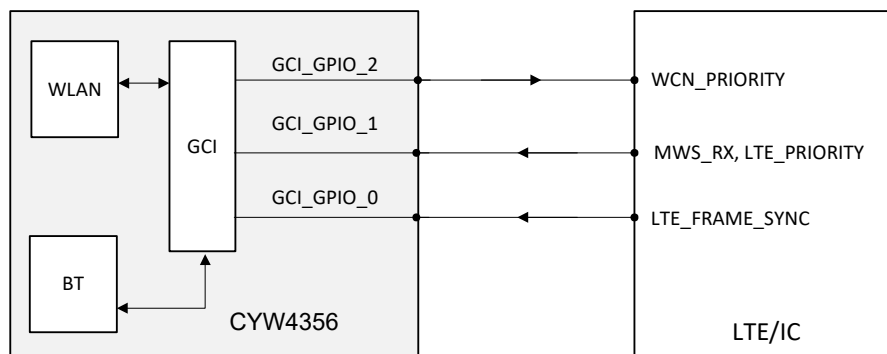 WLAN
GCI
BT
GCI_GPIO_2
GCI_GPIO_1
GCI_GPIO_0
CYW4356
WCN_PRIORITY
MWS_RX, LTE_PRIORITY
LTE_FRAME_SYNC
LTE/IC